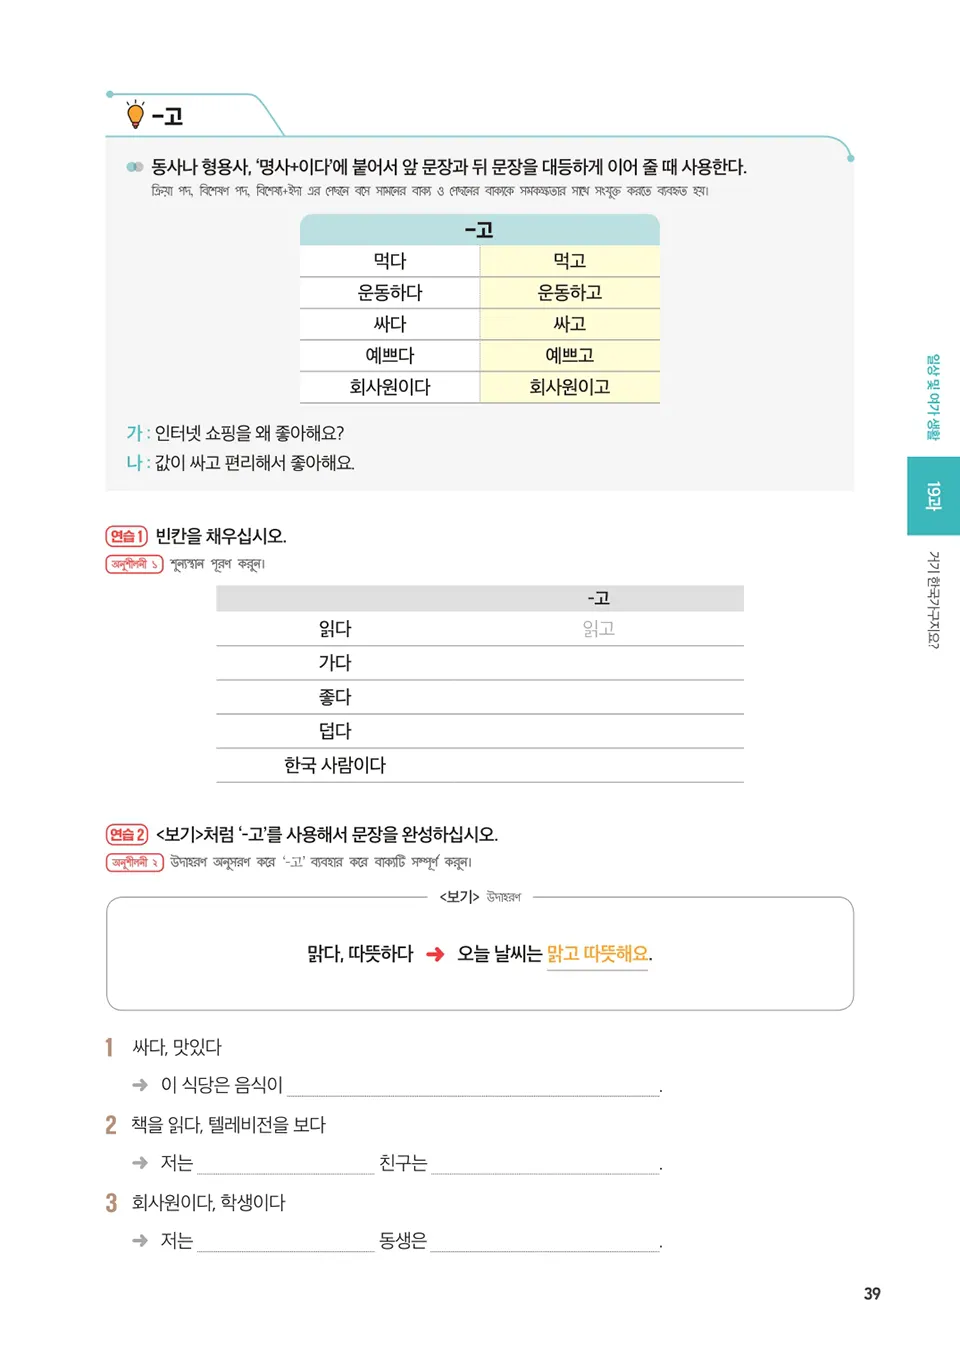 -고
동사나 형용사, ‘명사+이다’에 붙어서 앞 문장과 뒤 문장을 대등하게 이어 줄 때 사용한다.
ক্রিয়া পদ, বিশেষণ পদ, বিশেষ্য+ইদা এর পেছনে বসে সামনের বাক্য ও পেছনের বাক্যকে সমকক্ষতার সাথে সংযুক্ত করতে ব্যবহৃত হয়।
-고
먹다 먹고
운동하다 운동하고
싸다 싸고
예쁘다 예쁘고
회사원이다 회사원이고
가 : 인터넷 쇼핑을 왜 좋아해요?
나 : 값이 싸고 편리해서 좋아해요.
연습 1 빈칸을 채우십시오.
অনুশীলনী ১ শূন্যস্থান পূরণ করুন।
-고
읽다 읽고
가다
좋다
덥다
한국 사람이다
연습 2 <보기>처럼 ‘-고’를 사용해서 문장을 완성하십시오.
অনুশীলনী ২ উদাহরণ অনুসরণ করে ‘-고’ ব্যবহার করে বাক্যটি সম্পূর্ণ করুন।
<보기> উদাহরণ
맑다, 따뜻하다 ➜ 오늘 날씨는 맑고 따뜻해요.
1 싸다, 맛있다
➜ 이 식당은 음식이 .
2 책을 읽다, 텔레비전을 보다
➜ 저는 친구는 .
3 회사원이다, 학생이다
➜ 저는 동생은 .
일상 및 여가 생활
19과
거기 한국가구지요?
39